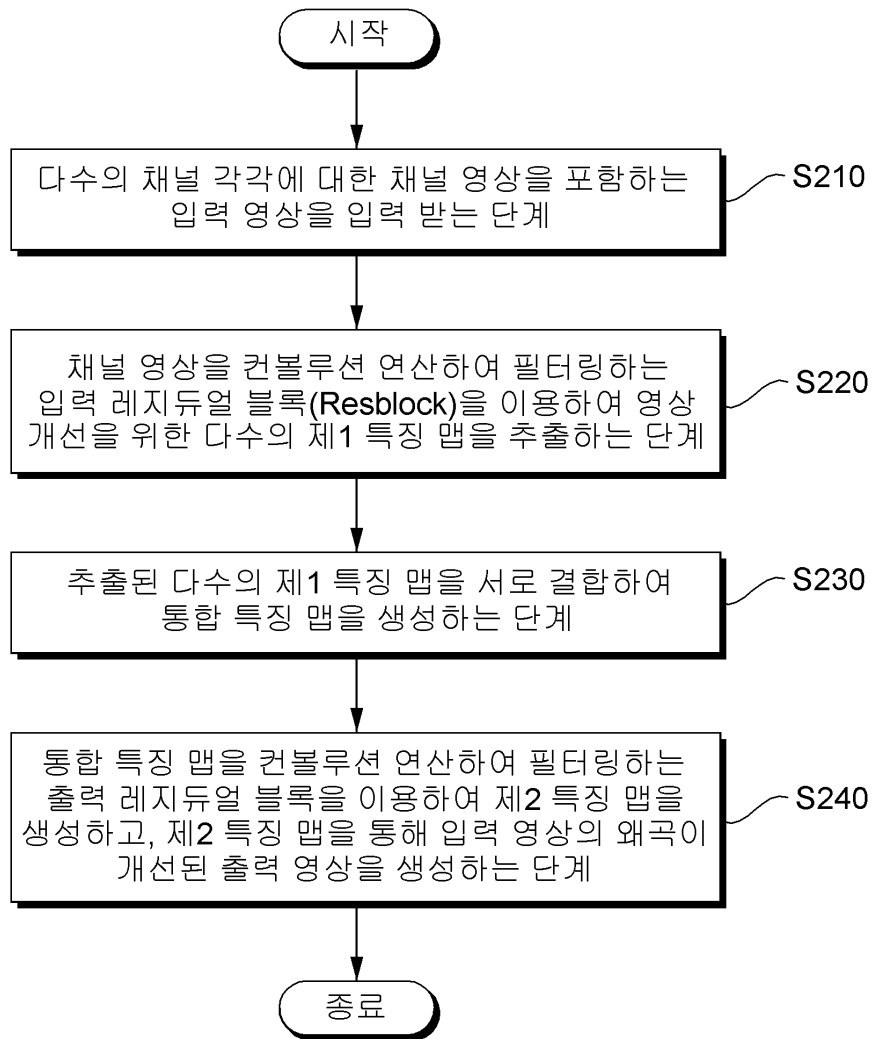 시작
다수의 채널 각각에 대한 채널 영상을 포함하는
입력 영상을 입력 받는 단계
S210
채널 영상을 컨볼루션 연산하여 필터링하는
입력 레지듀얼 블록(Resblock)을 이용하여 영상
개선을 위한 다수의 제1 특징 맵을 추출하는 단계
S220
추출된 다수의 제1 특징 맵을 서로 결합하여
통합 특징 맵을 생성하는 단계
S230
통합 특징 맵을 컨볼루션 연산하여 필터링하는
출력 레지듀얼 블록을 이용하여 제2 특징 맵을
생성하고, 제2 특징 맵을 통해 입력 영상의 왜곡이
개선된 출력 영상을 생성하는 단계
S240
종료